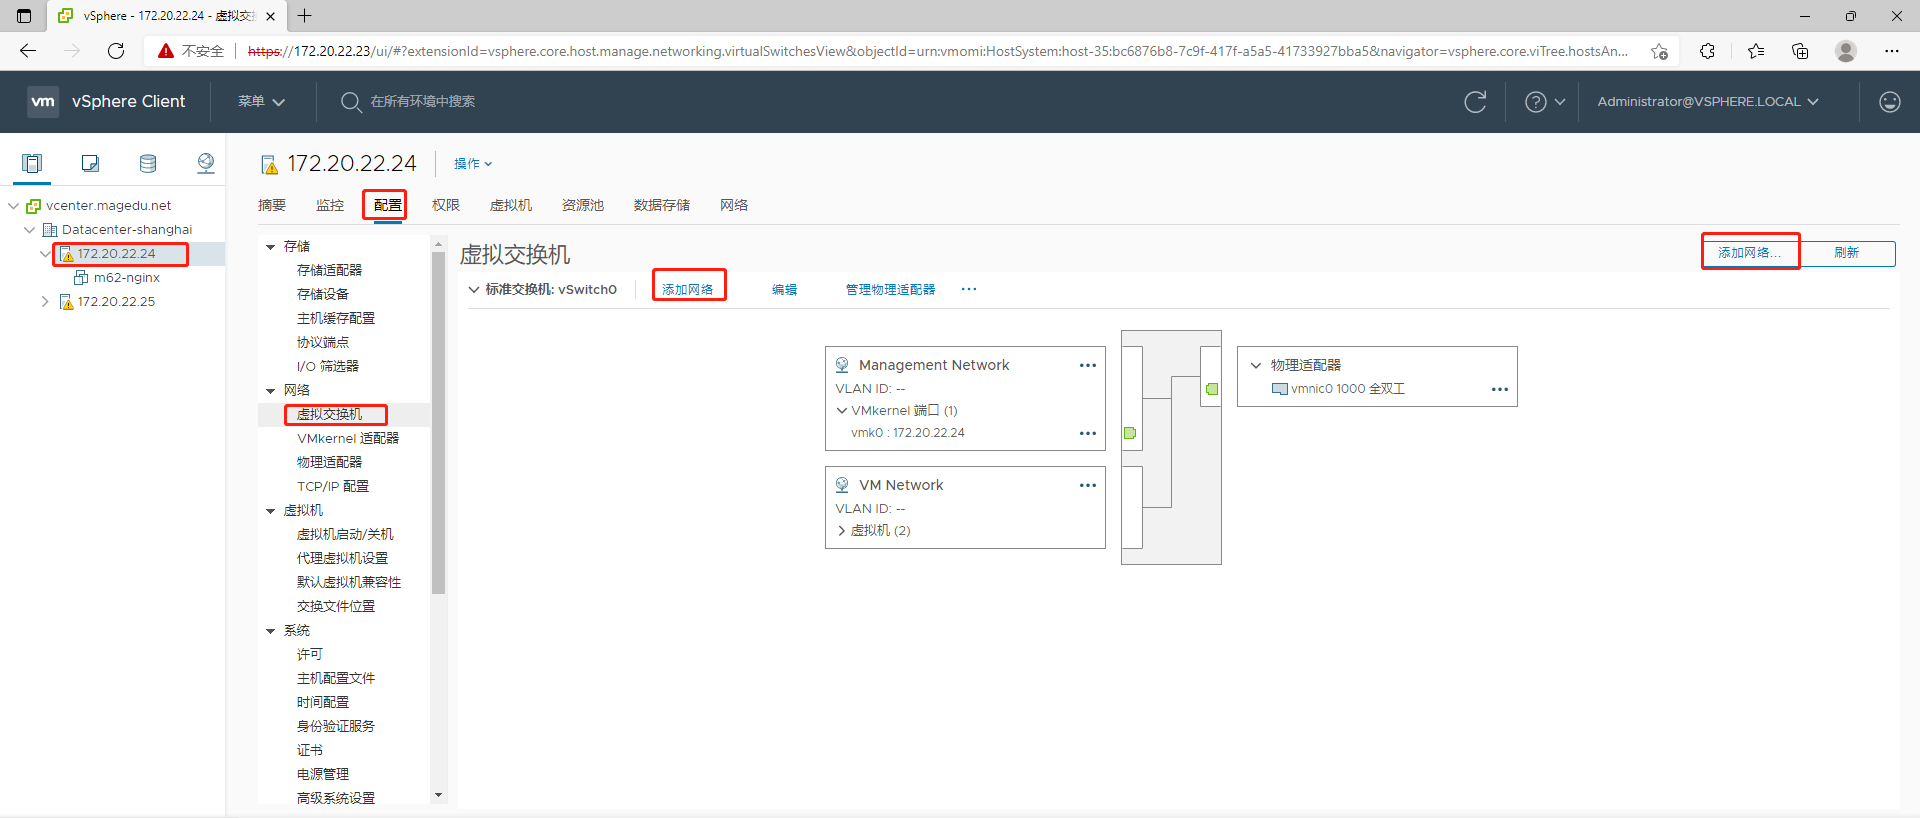 vSphere - 172.20.22.24 - 虚拟交换
不安全
https://172.20.22.23/ui/#?extensionId=vsphere.core.host.manage.networking.virtualSwitchesView&objectId=urn:vmomi:HostSystem:host-35:bc6876b8-7c9f-417f-a5a5-41733927bba5&navigator=vsphere.core.viTree.hostsAn...
vm vSphere Client
菜单
在所有环境中搜索
Administrator@VSPHERE.LOCAL
vcenter.magedu.net
Datacenter-shanghai
172.20.22.24
m62-nginx
172.20.22.25
172.20.22.24
操作
摘要 监控 配置 权限 虚拟机 资源池 数据存储 网络
存储
存储适配器
存储设备
主机缓存配置
协议端点
I/O 筛选器
网络
虚拟交换机
VMkernel 适配器
物理适配器
TCP/IP 配置
虚拟机
虚拟机启动/关机
代理虚拟机设置
默认虚拟机兼容性
交换文件位置
系统
许可
主机配置文件
时间配置
身份验证服务
证书
电源管理
高级系统设置
虚拟交换机
添加网络... 刷新
标准交换机: vSwitch0 添加网络 编辑 管理物理适配器 ...
Management Network ...
VLAN ID: --
VMkernel 端口 (1)
vmk0 : 172.20.22.24 ...
VM Network ...
VLAN ID: --
虚拟机 (2)
物理适配器
vmnic0 1000 全双工 ...